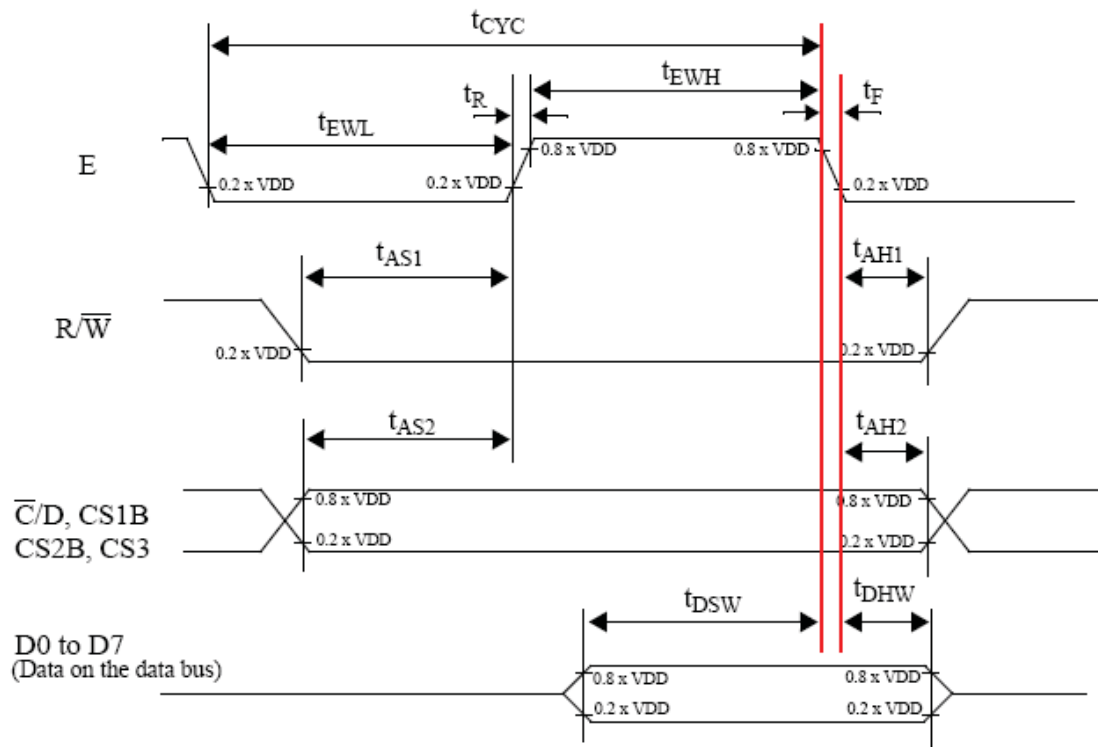 tCYC
tEWH
tR
tF
tEWL
E
0.8 x VDD
0.8 x VDD
0.2 x VDD
0.2 x VDD
0.2 x VDD
tAS1
tAH1
R/W̅
0.2 x VDD
0.2 x VDD
tAS2
tAH2
C̅/D, CS1B
CS2B, CS3
0.8 x VDD
0.8 x VDD
0.2 x VDD
0.2 x VDD
tDSW
tDHW
D0 to D7
(Data on the data bus)
0.8 x VDD
0.8 x VDD
0.2 x VDD
0.2 x VDD